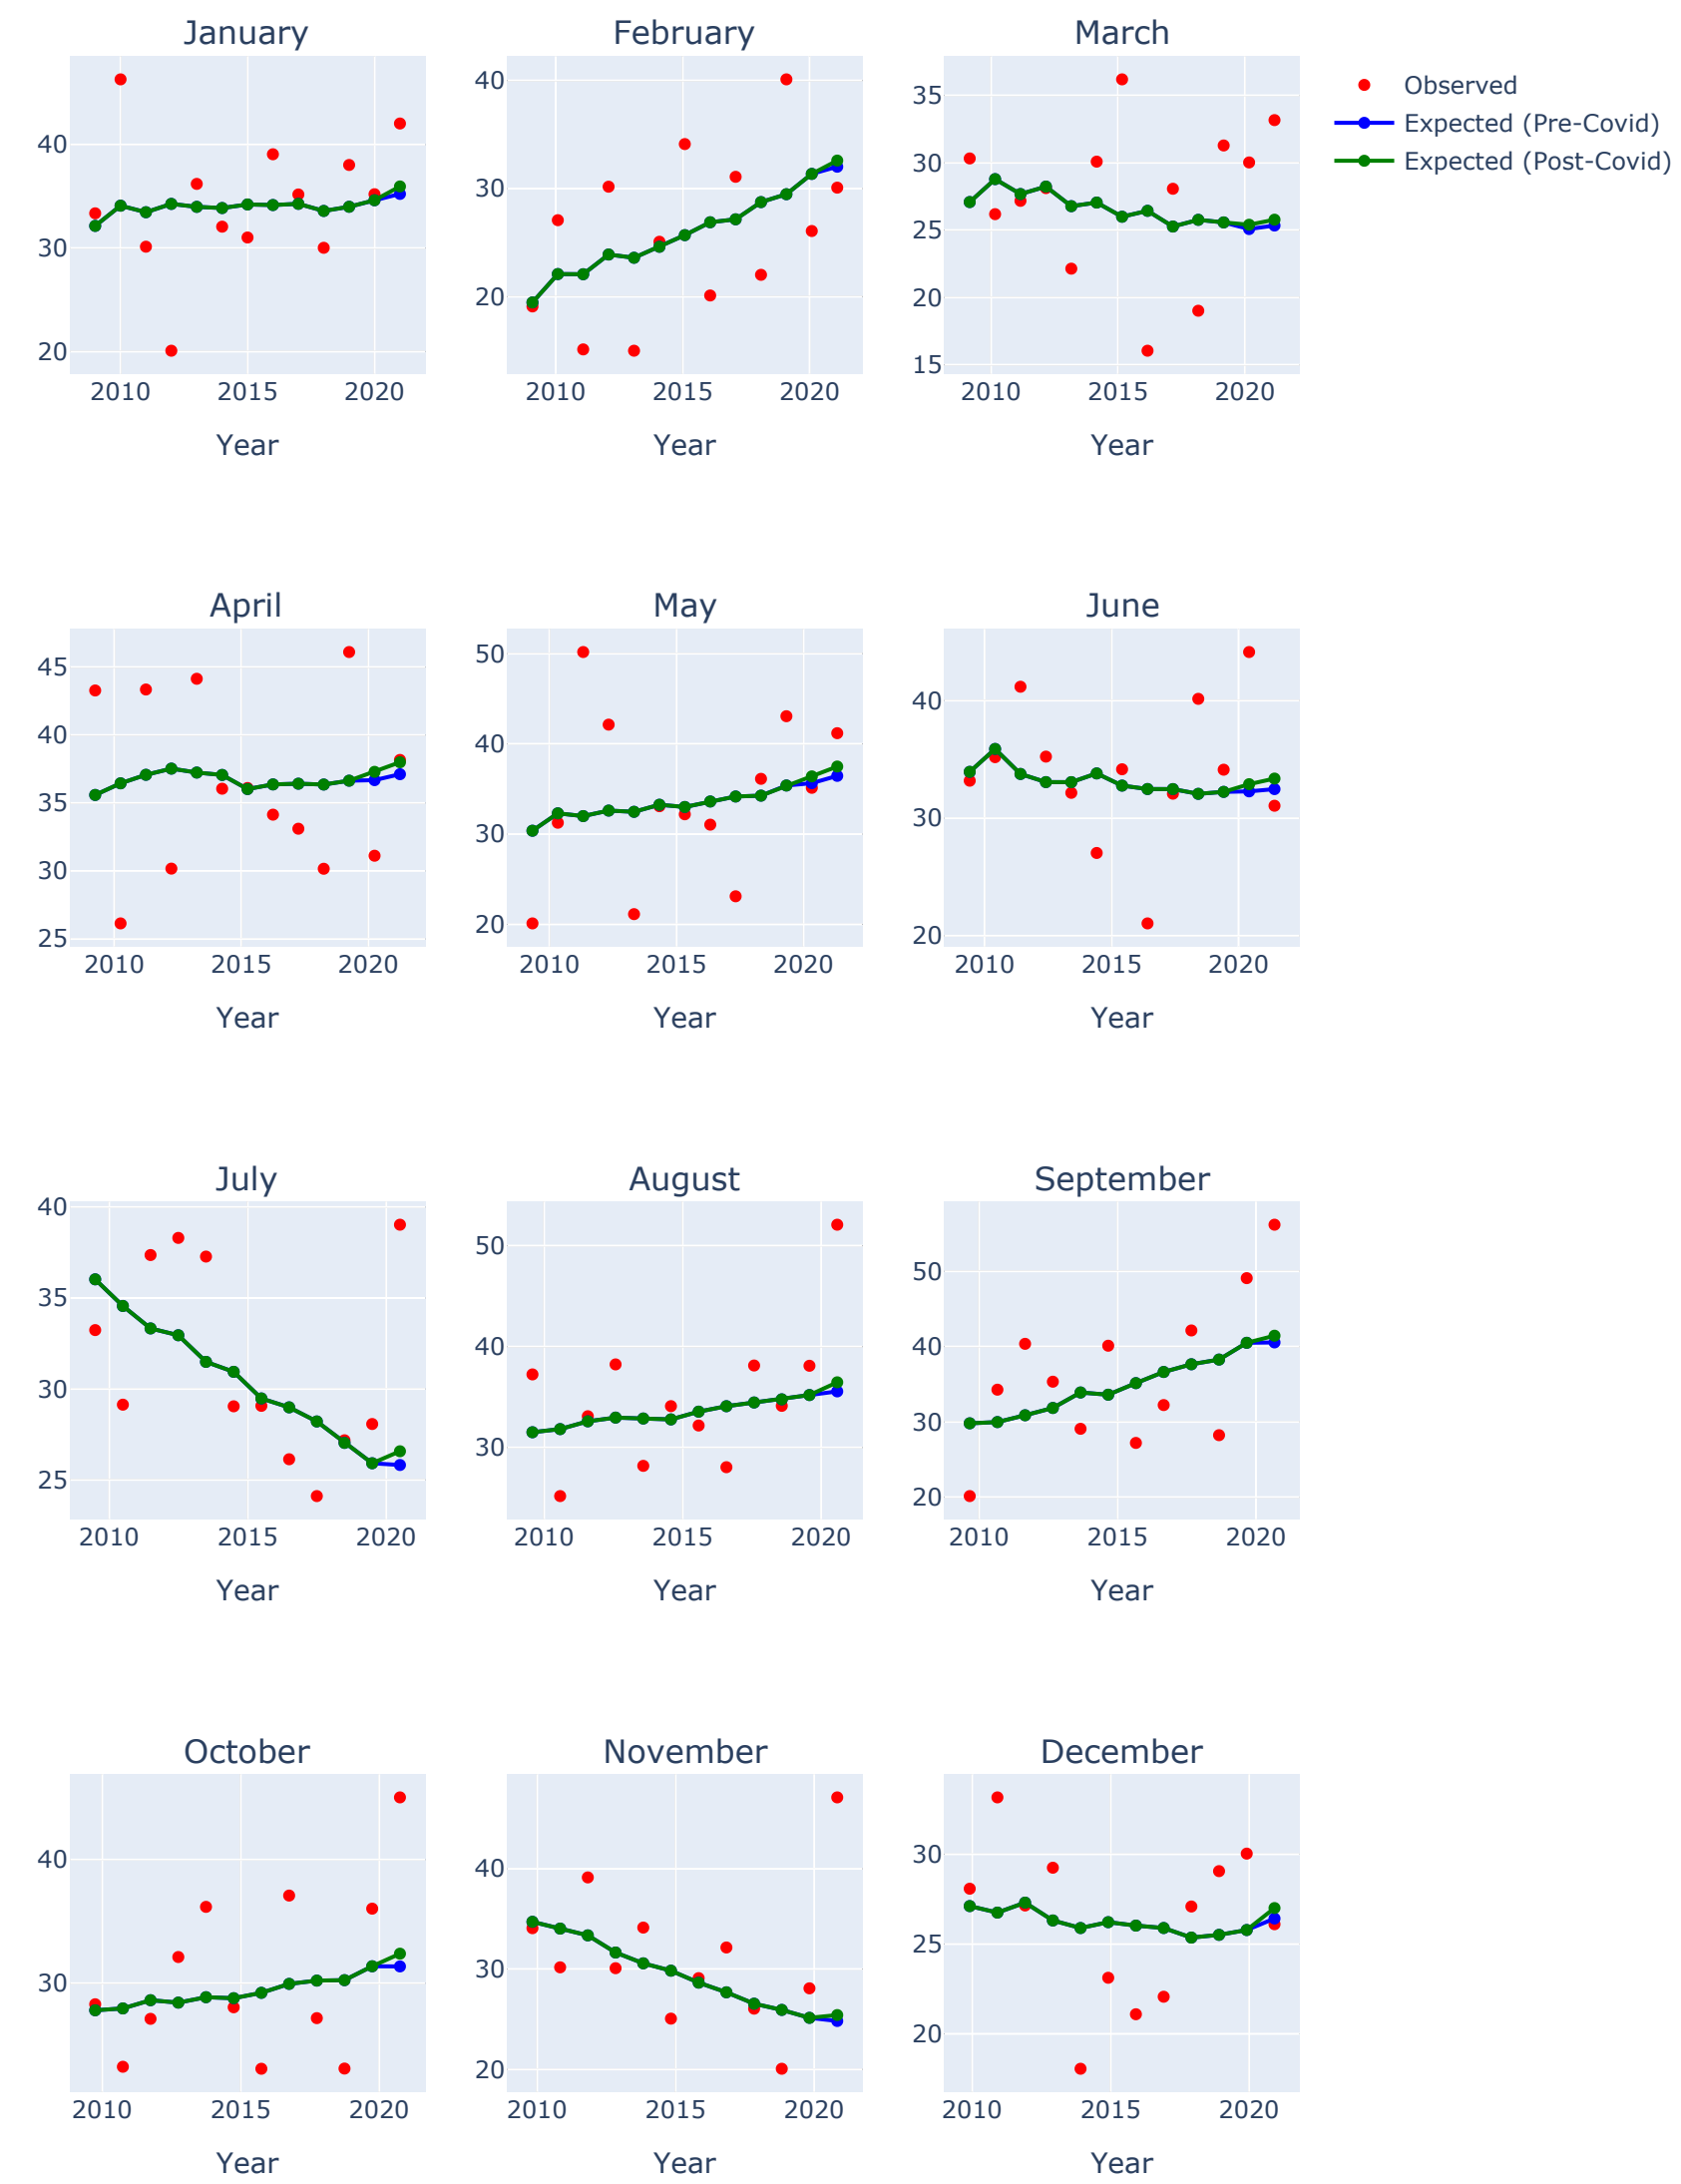 January February March
40
30
20
2010 2015 2020
Year
40
30
20
2010 2015 2020
Year
35
30
25
20
15
2010 2015 2020
Year
Observed
Expected (Pre-Covid)
Expected (Post-Covid)
April May June
45
40
35
30
25
2010 2015 2020
Year
50
40
30
20
2010 2015 2020
Year
40
30
20
2010 2015 2020
Year
July August September
40
35
30
25
2010 2015 2020
Year
50
40
30
2010 2015 2020
Year
50
40
30
20
2010 2015 2020
Year
October November December
40
30
2010 2015 2020
Year
40
30
20
2010 2015 2020
Year
30
25
20
2010 2015 2020
Year